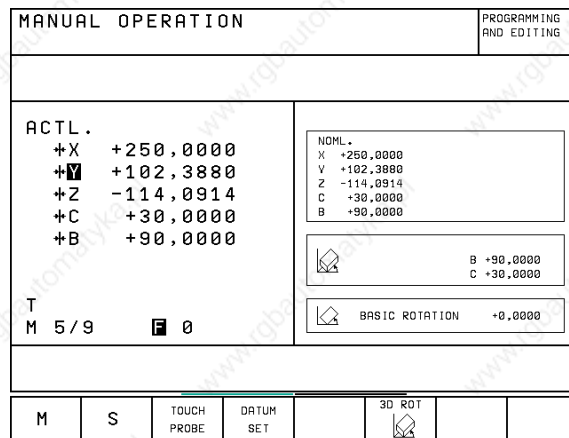 MANUAL OPERATION
PROGRAMMING
AND EDITING
ACTL.
X +250,0000
Y +102,3880
Z -114,0914
C +30,0000
B +90,0000
T
M 5/9 F 0
NOML.
X +250,0000
Y +102,3880
Z -114,0914
C +30,0000
B +90,0000
B +90,0000
C +30,0000
BASIC ROTATION +0,0000
M
S
TOUCH
PROBE
DATUM
SET
3D ROT
www.rgbautomatyka